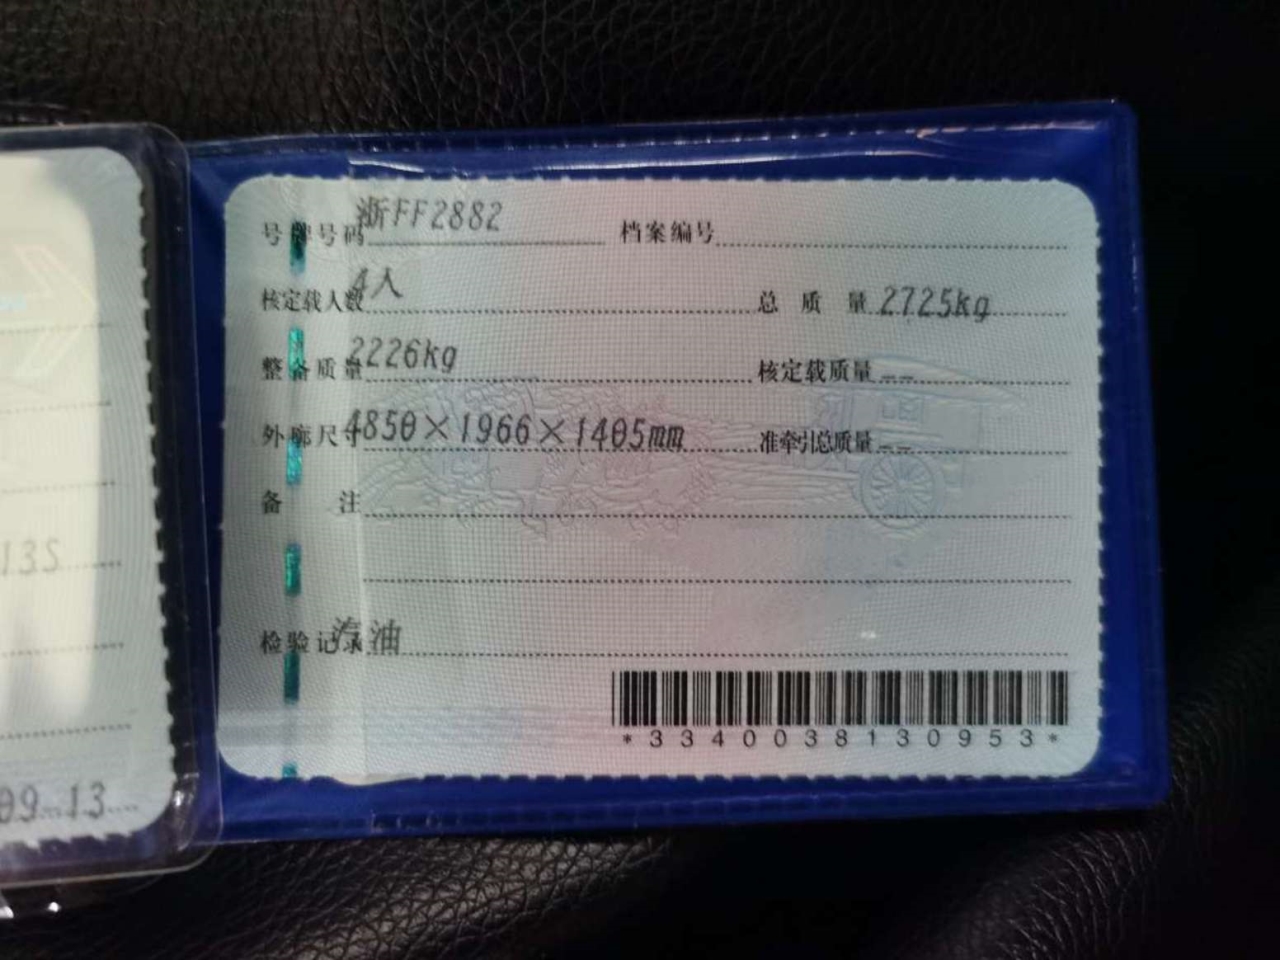 号牌号码 浙FF2882 档案编号
核定载人数 4人 总质量 2725kg
整备质量 2226kg 核定载质量 --
外廓尺寸 4850×1966×1405mm 准牵引总质量 --
备注
检验记录 汽油
*3340038130953*
13S
09 13